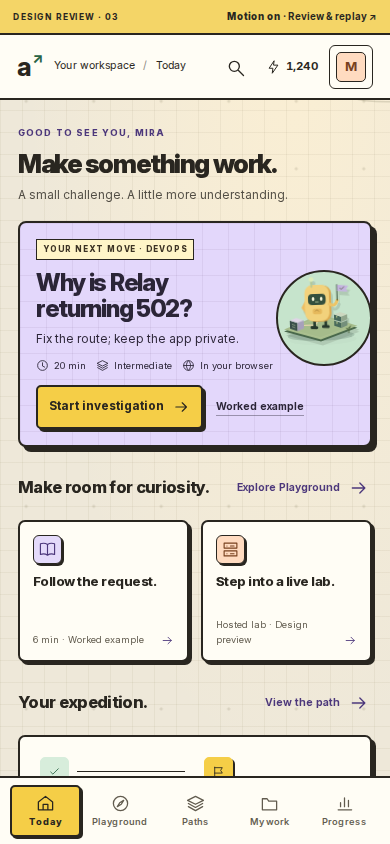 DESIGN REVIEW · 03
Motion on · Review & replay ↗
a↗
Your workspace / Today
1,240
M
GOOD TO SEE YOU, MIRA
Make something work.
A small challenge. A little more understanding.
YOUR NEXT MOVE · DEVOPS
Why is Relay
returning 502?
Fix the route; keep the app private.
20 min
Intermediate
In your browser
Start investigation →
Worked example
Make room for curiosity.
Explore Playground →
Follow the request.
6 min · Worked example →
Step into a live lab.
Hosted lab · Design
preview →
Your expedition.
View the path →
Today
Playground
Paths
My work
Progress